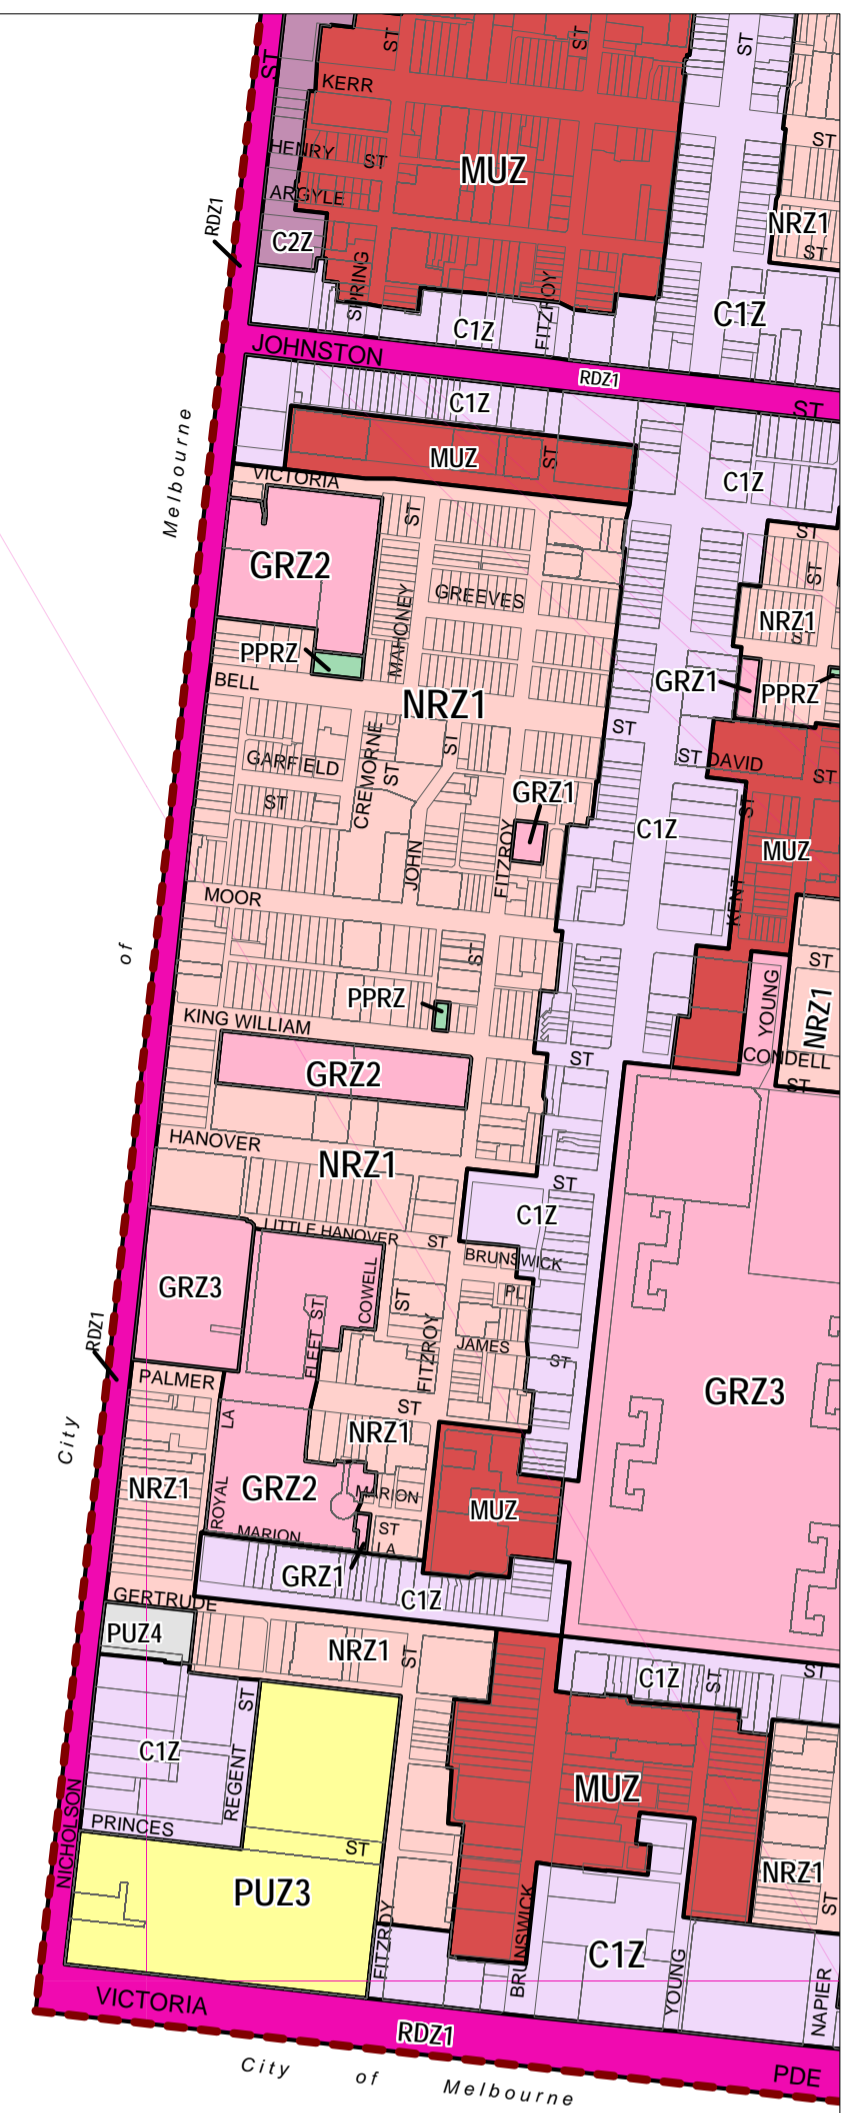 ST
ST
ST
ST
KERR
ST
HENRY
ST
MUZ
ARGYLE
NRZ1
RDZ1
C2Z
ST
SPRING
FITZROY
C1Z
C1Z
JOHNSTON
RDZ1
ST
C1Z
MUZ
ST
C1Z
VICTORIA
Melbourne
ST
ST
GRZ2
ST
GREEVES
MAHONEY
NRZ1
ST
PPRZ
BELL
GRZ1
PPRZ
NRZ1
ST
ST
ST DAVID
ST
GARFIELD
CREMORNE
ST
ST
GRZ1
ST
C1Z
MUZ
JOHN
FITZROY
KENT
MOOR
of
ST
ST
PPRZ
YOUNG
NRZ1
KING WILLIAM
ST
CONDELL
ST
GRZ2
HANOVER
NRZ1
ST
C1Z
LITTLE HANOVER
ST
BRUNSWICK
PL
GRZ3
COWELL
ST
FLEET ST
FITZROY
JAMES
ST
RDZ1
PALMER
GRZ3
LA
ST
City
NRZ1
NRZ1
ROYAL
GRZ2
MARION
MUZ
MARION
ST
LA
GRZ1
C1Z
GERTRUDE
PUZ4
NRZ1
ST
C1Z
ST
ST
ST
C1Z
REGENT
MUZ
NICHOLSON
PRINCES
ST
PUZ3
NRZ1
ST
FITZROY
BRUNSWICK
C1Z
YOUNG
NAPIER
VICTORIA
RDZ1
PDE
City of Melbourne